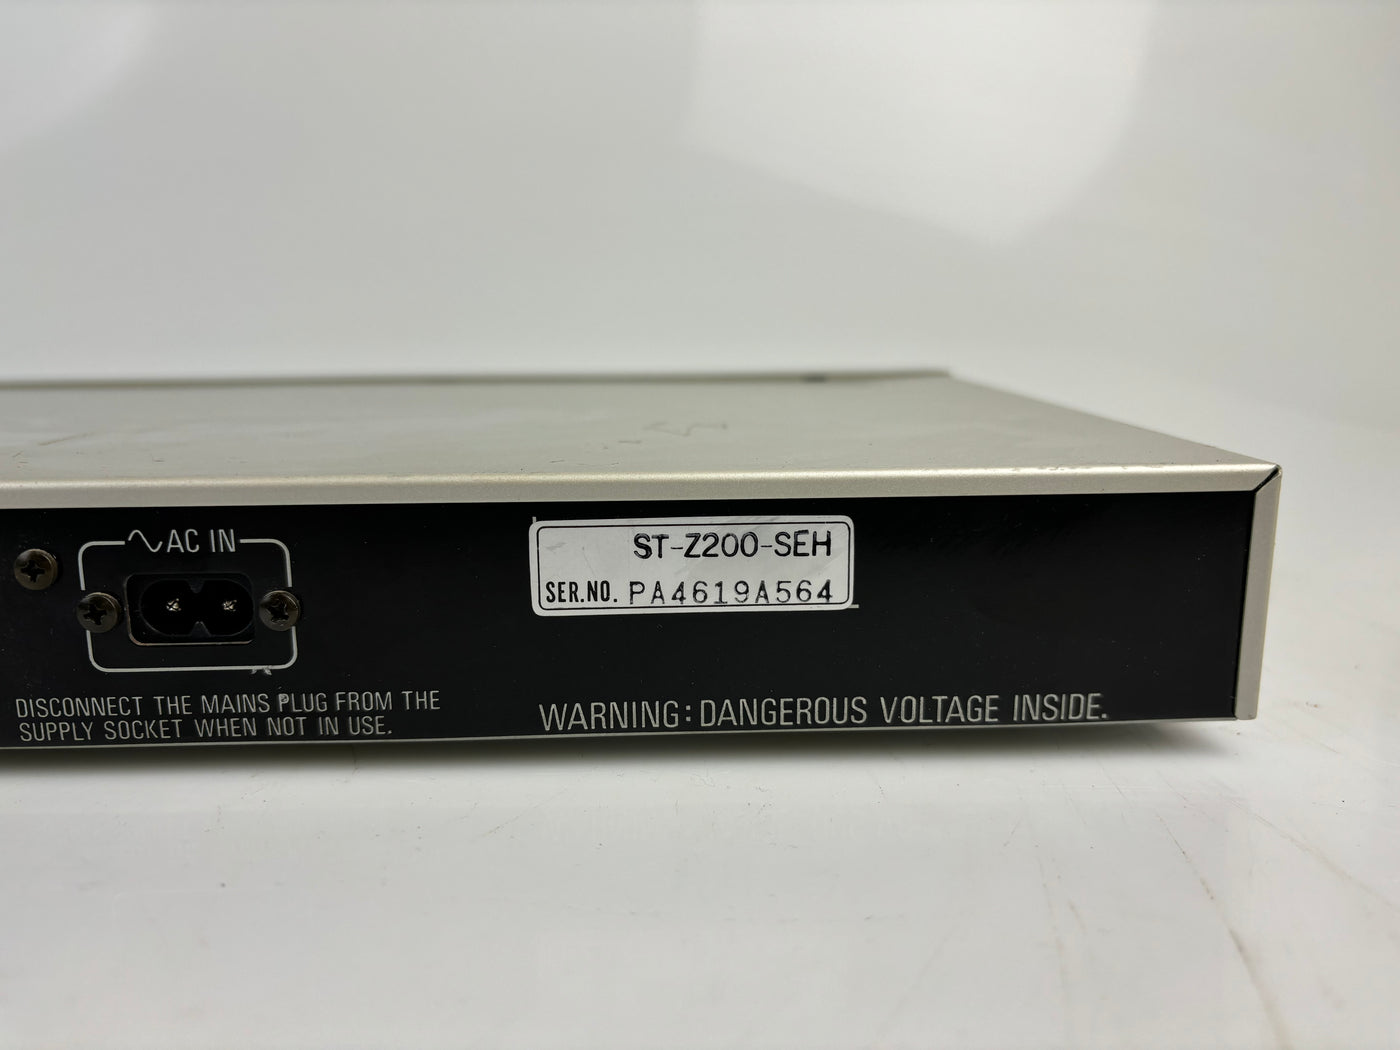 AC IN
ST-Z200-SEH
SER.NO. PA4619A564
DISCONNECT THE MAINS PLUG FROM THE
SUPPLY SOCKET WHEN NOT IN USE.
WARNING: DANGEROUS VOLTAGE INSIDE.